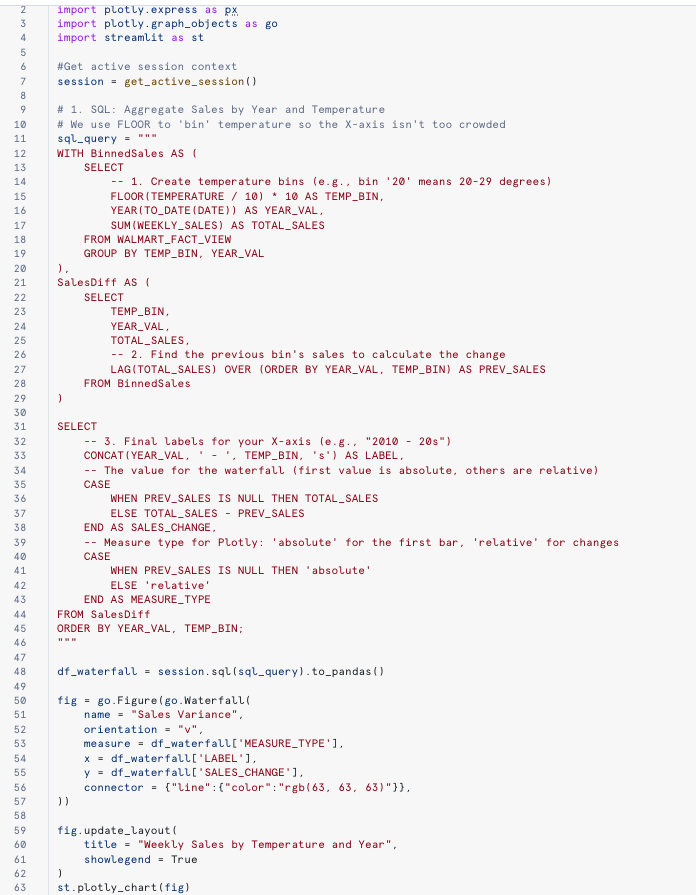 2 import plotly.express as px
3 import plotly.graph_objects as go
4 import streamlit as st
5
6 #Get active session context
7 session = get_active_session()
8
9 # 1. SQL: Aggregate Sales by Year and Temperature
10 # We use FLOOR to 'bin' temperature so the X-axis isn't too crowded
11 sql_query = """
12 WITH BinnedSales AS (
13     SELECT
14         -- 1. Create temperature bins (e.g., bin '20' means 20-29 degrees)
15         FLOOR(TEMPERATURE / 10) * 10 AS TEMP_BIN,
16         YEAR(TO_DATE(DATE)) AS YEAR_VAL,
17         SUM(WEEKLY_SALES) AS TOTAL_SALES
18     FROM WALMART_FACT_VIEW
19     GROUP BY TEMP_BIN, YEAR_VAL
20 ),
21 SalesDiff AS (
22     SELECT
23         TEMP_BIN,
24         YEAR_VAL,
25         TOTAL_SALES,
26         -- 2. Find the previous bin's sales to calculate the change
27         LAG(TOTAL_SALES) OVER (ORDER BY YEAR_VAL, TEMP_BIN) AS PREV_SALES
28     FROM BinnedSales
29 )
30
31 SELECT
32     -- 3. Final labels for your X-axis (e.g., "2010 - 20s")
33     CONCAT(YEAR_VAL, ' - ', TEMP_BIN, 's') AS LABEL,
34     -- The value for the waterfall (first value is absolute, others are relative)
35     CASE
36         WHEN PREV_SALES IS NULL THEN TOTAL_SALES
37         ELSE TOTAL_SALES - PREV_SALES
38     END AS SALES_CHANGE,
39     -- Measure type for Plotly: 'absolute' for the first bar, 'relative' for changes
40     CASE
41         WHEN PREV_SALES IS NULL THEN 'absolute'
42         ELSE 'relative'
43     END AS MEASURE_TYPE
44 FROM SalesDiff
45 ORDER BY YEAR_VAL, TEMP_BIN;
46 """
47
48 df_waterfall = session.sql(sql_query).to_pandas()
49
50 fig = go.Figure(go.Waterfall(
51     name = "Sales Variance",
52     orientation = "v",
53     measure = df_waterfall['MEASURE_TYPE'],
54     x = df_waterfall['LABEL'],
55     y = df_waterfall['SALES_CHANGE'],
56     connector = {"line":{"color":"rgb(63, 63, 63)"}},
57 ))
58
59 fig.update_layout(
60     title = "Weekly Sales by Temperature and Year",
61     showlegend = True
62 )
63 st.plotly_chart(fig)